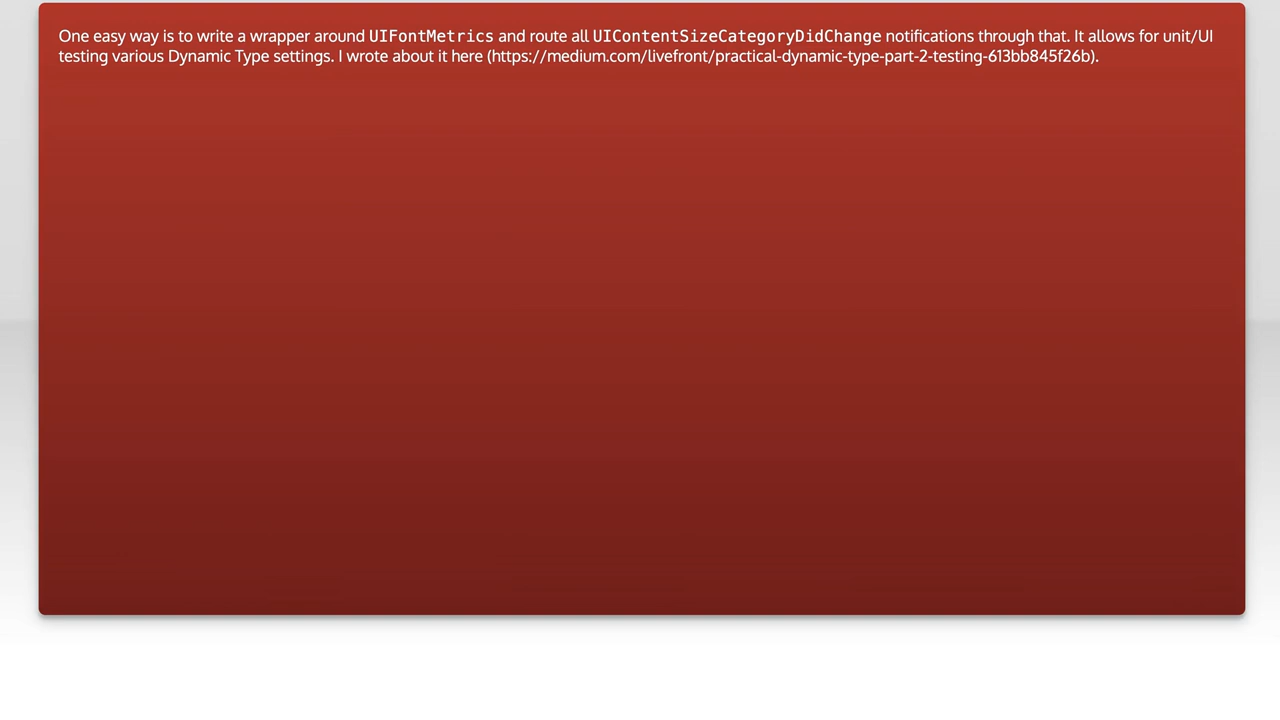 One easy way is to write a wrapper around UIFontMetrics and route all UIContentSizeCategoryDidChange notifications through that. It allows for unit/UI
testing various Dynamic Type settings. I wrote about it here (https://medium.com/livefront/practical-dynamic-type-part-2-testing-613bb845f26b).